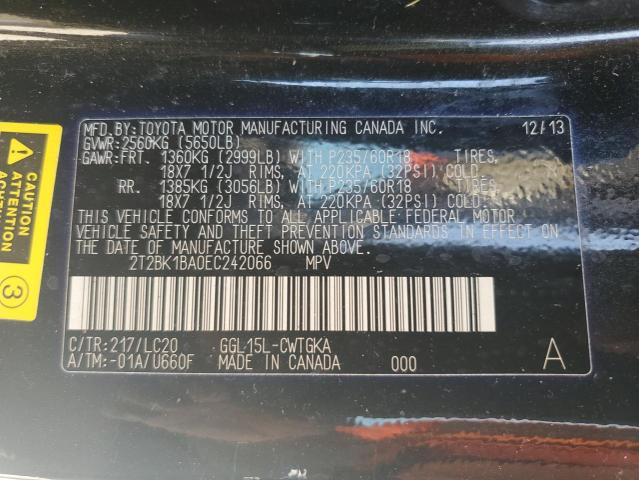 MFD.BY:TOYOTA MOTOR MANUFACTURING CANADA INC. 12/13
GVWR:2560KG (5650LB)
GAWR:FRT. 1360KG (2999LB) WITH P235/60R18 TIRES,
18X7 1/2J RIMS, AT 220KPA (32PSI) COLD
RR. 1385KG (3056LB) WITH P235/60R18 TIRES,
18X7 1/2J RIMS, AT 220KPA (32PSI) COLD
THIS VEHICLE CONFORMS TO ALL APPLICABLE FEDERAL MOTOR
VEHICLE SAFETY AND THEFT PREVENTION STANDARDS IN EFFECT ON
THE DATE OF MANUFACTURE SHOWN ABOVE.
2T2BK1BA0EC242066 MPV
C/TR:217/LC20 GGL15L-CWTGKA
A/TM:-01A/U660F MADE IN CANADA 000 A
CAUTION
ATTENTION
3